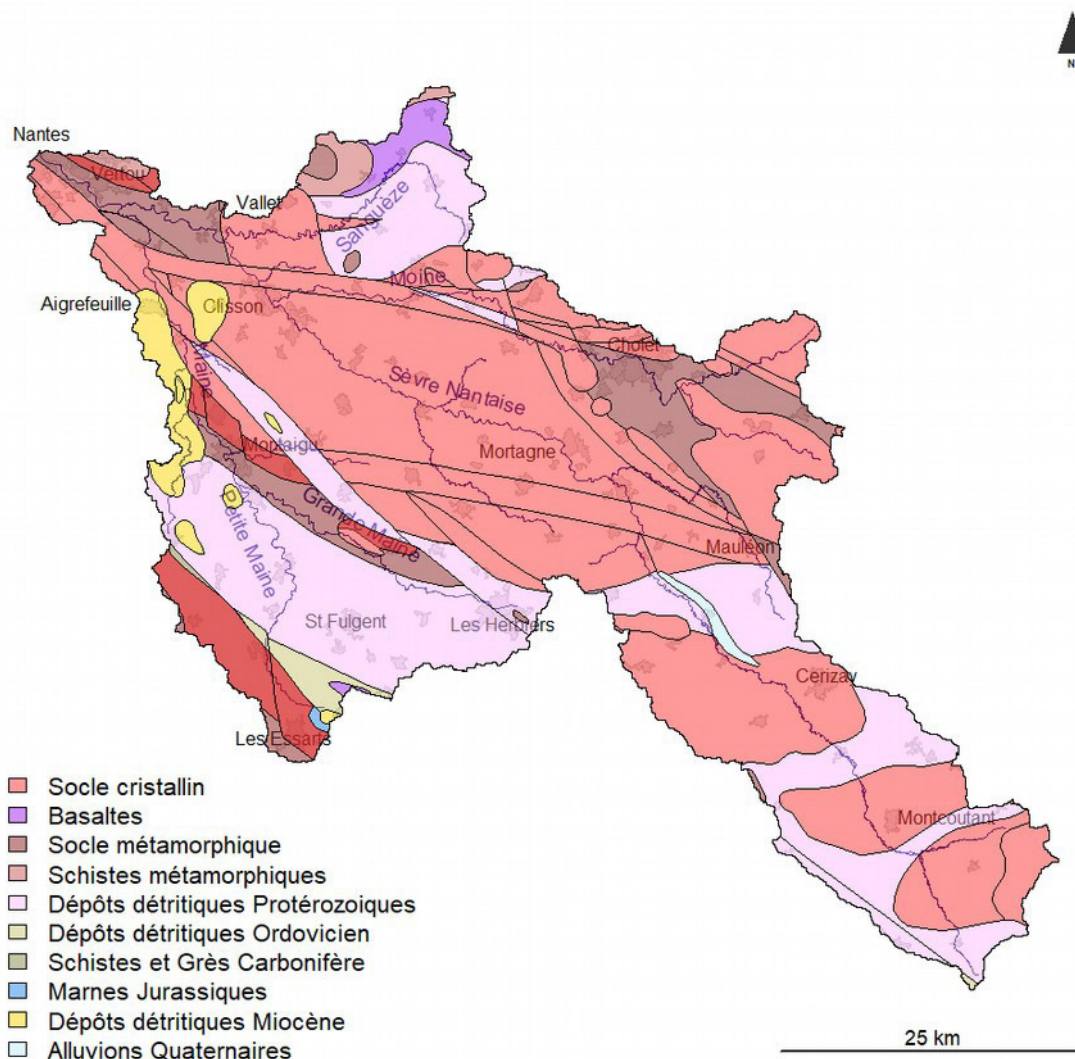 N
Nantes
Vertou
Vallet
Sanguèze
Moine
Aigrefeuille
Clisson
Cholet
Maine
Sèvre Nantaise
Montaigu
Mortagne
Grande Maine
Petite Maine
Mauléon
St Fulgent
Les Herbiers
Cerizay
Les Essarts
Montcoutant
Socle cristallin
Basaltes
Socle métamorphique
Schistes métamorphiques
Dépôts détritiques Protérozoiques
Dépôts détritiques Ordovicien
Schistes et Grès Carbonifère
Marnes Jurassiques
Dépôts détritiques Miocène
Alluvions Quaternaires
25 km